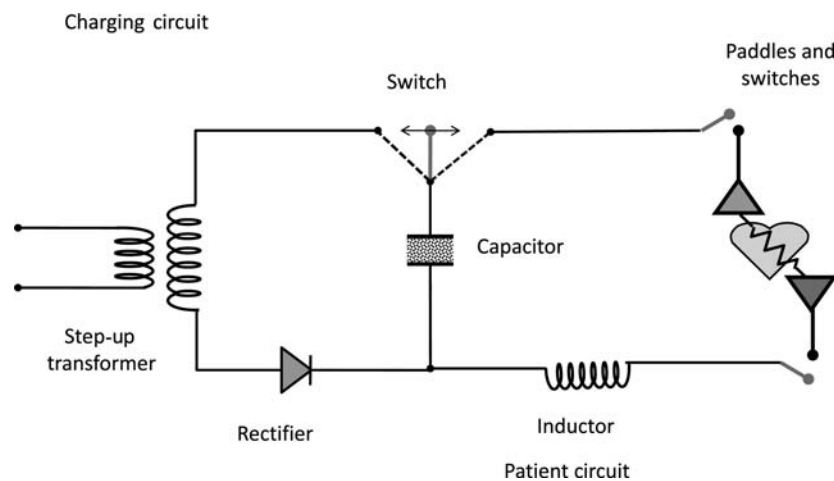 Charging circuit
Paddles and
switches
Switch
Capacitor
Step-up
transformer
Rectifier
Inductor
Patient circuit